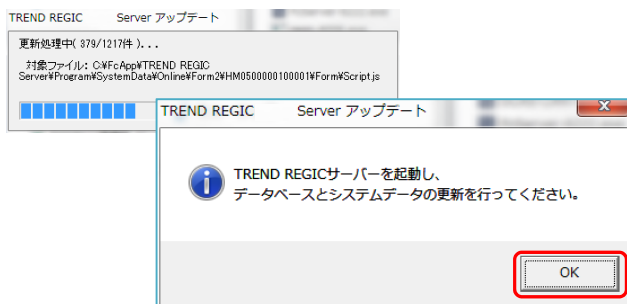 TREND REGIC Server アップデート
更新処理中( 379/1217件 )...
対象ファイル: C:¥FcApp¥TREND REGIC
Server¥Program¥SystemData¥Online¥Form2¥HM0500000100001¥Form¥Script.js
TREND REGIC Server アップデート
TREND REGICサーバーを起動し、
データベースとシステムデータの更新を行ってください。
OK